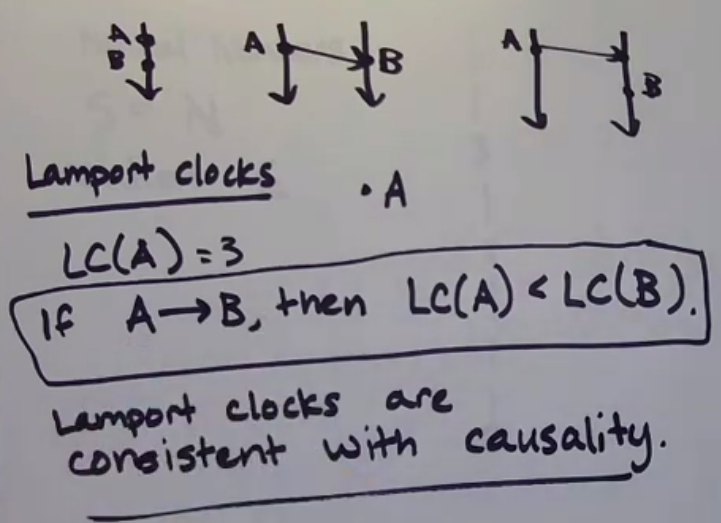 A
B
A
B
A
B
Lamport clocks
• A
LC(A) = 3
If A → B, then LC(A) < LC(B).
Lamport clocks are
consistent with causality.